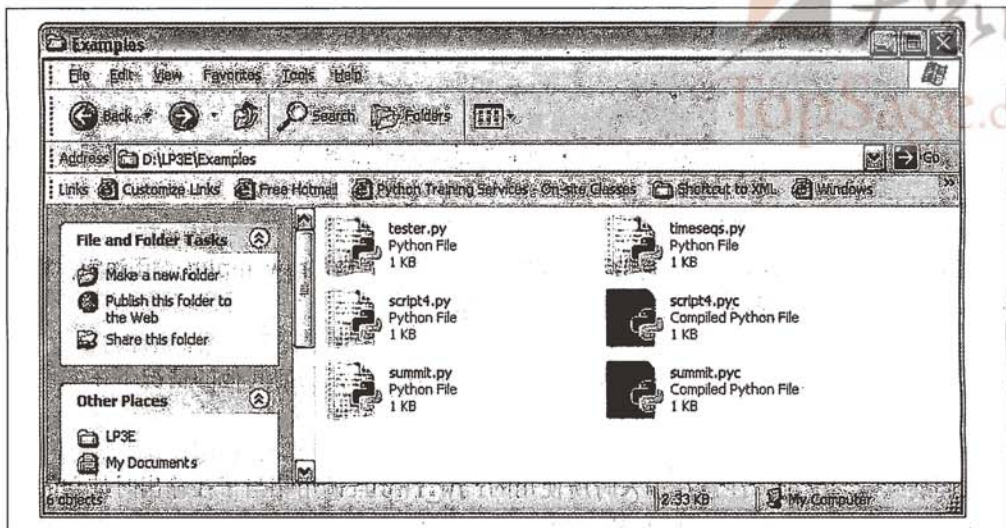 Examples
File Edit View Favorites Tools Help
Back Search Folders
Address D:\LP3E\Examples Go
Links Customize Links Free Hotmail Python Training Services - On-site Classes Shortcut to XML Windows »
File and Folder Tasks
Make a new folder
Publish this folder to
the Web
Share this folder
Other Places
LP3E
My Documents
tester.py
Python File
1 KB
timeseqs.py
Python File
1 KB
script4.py
Python File
1 KB
script4.pyc
Compiled Python File
1 KB
summit.py
Python File
1 KB
summit.pyc
Compiled Python File
1 KB
6 objects 2.33 KB My Computer
TopSage.c